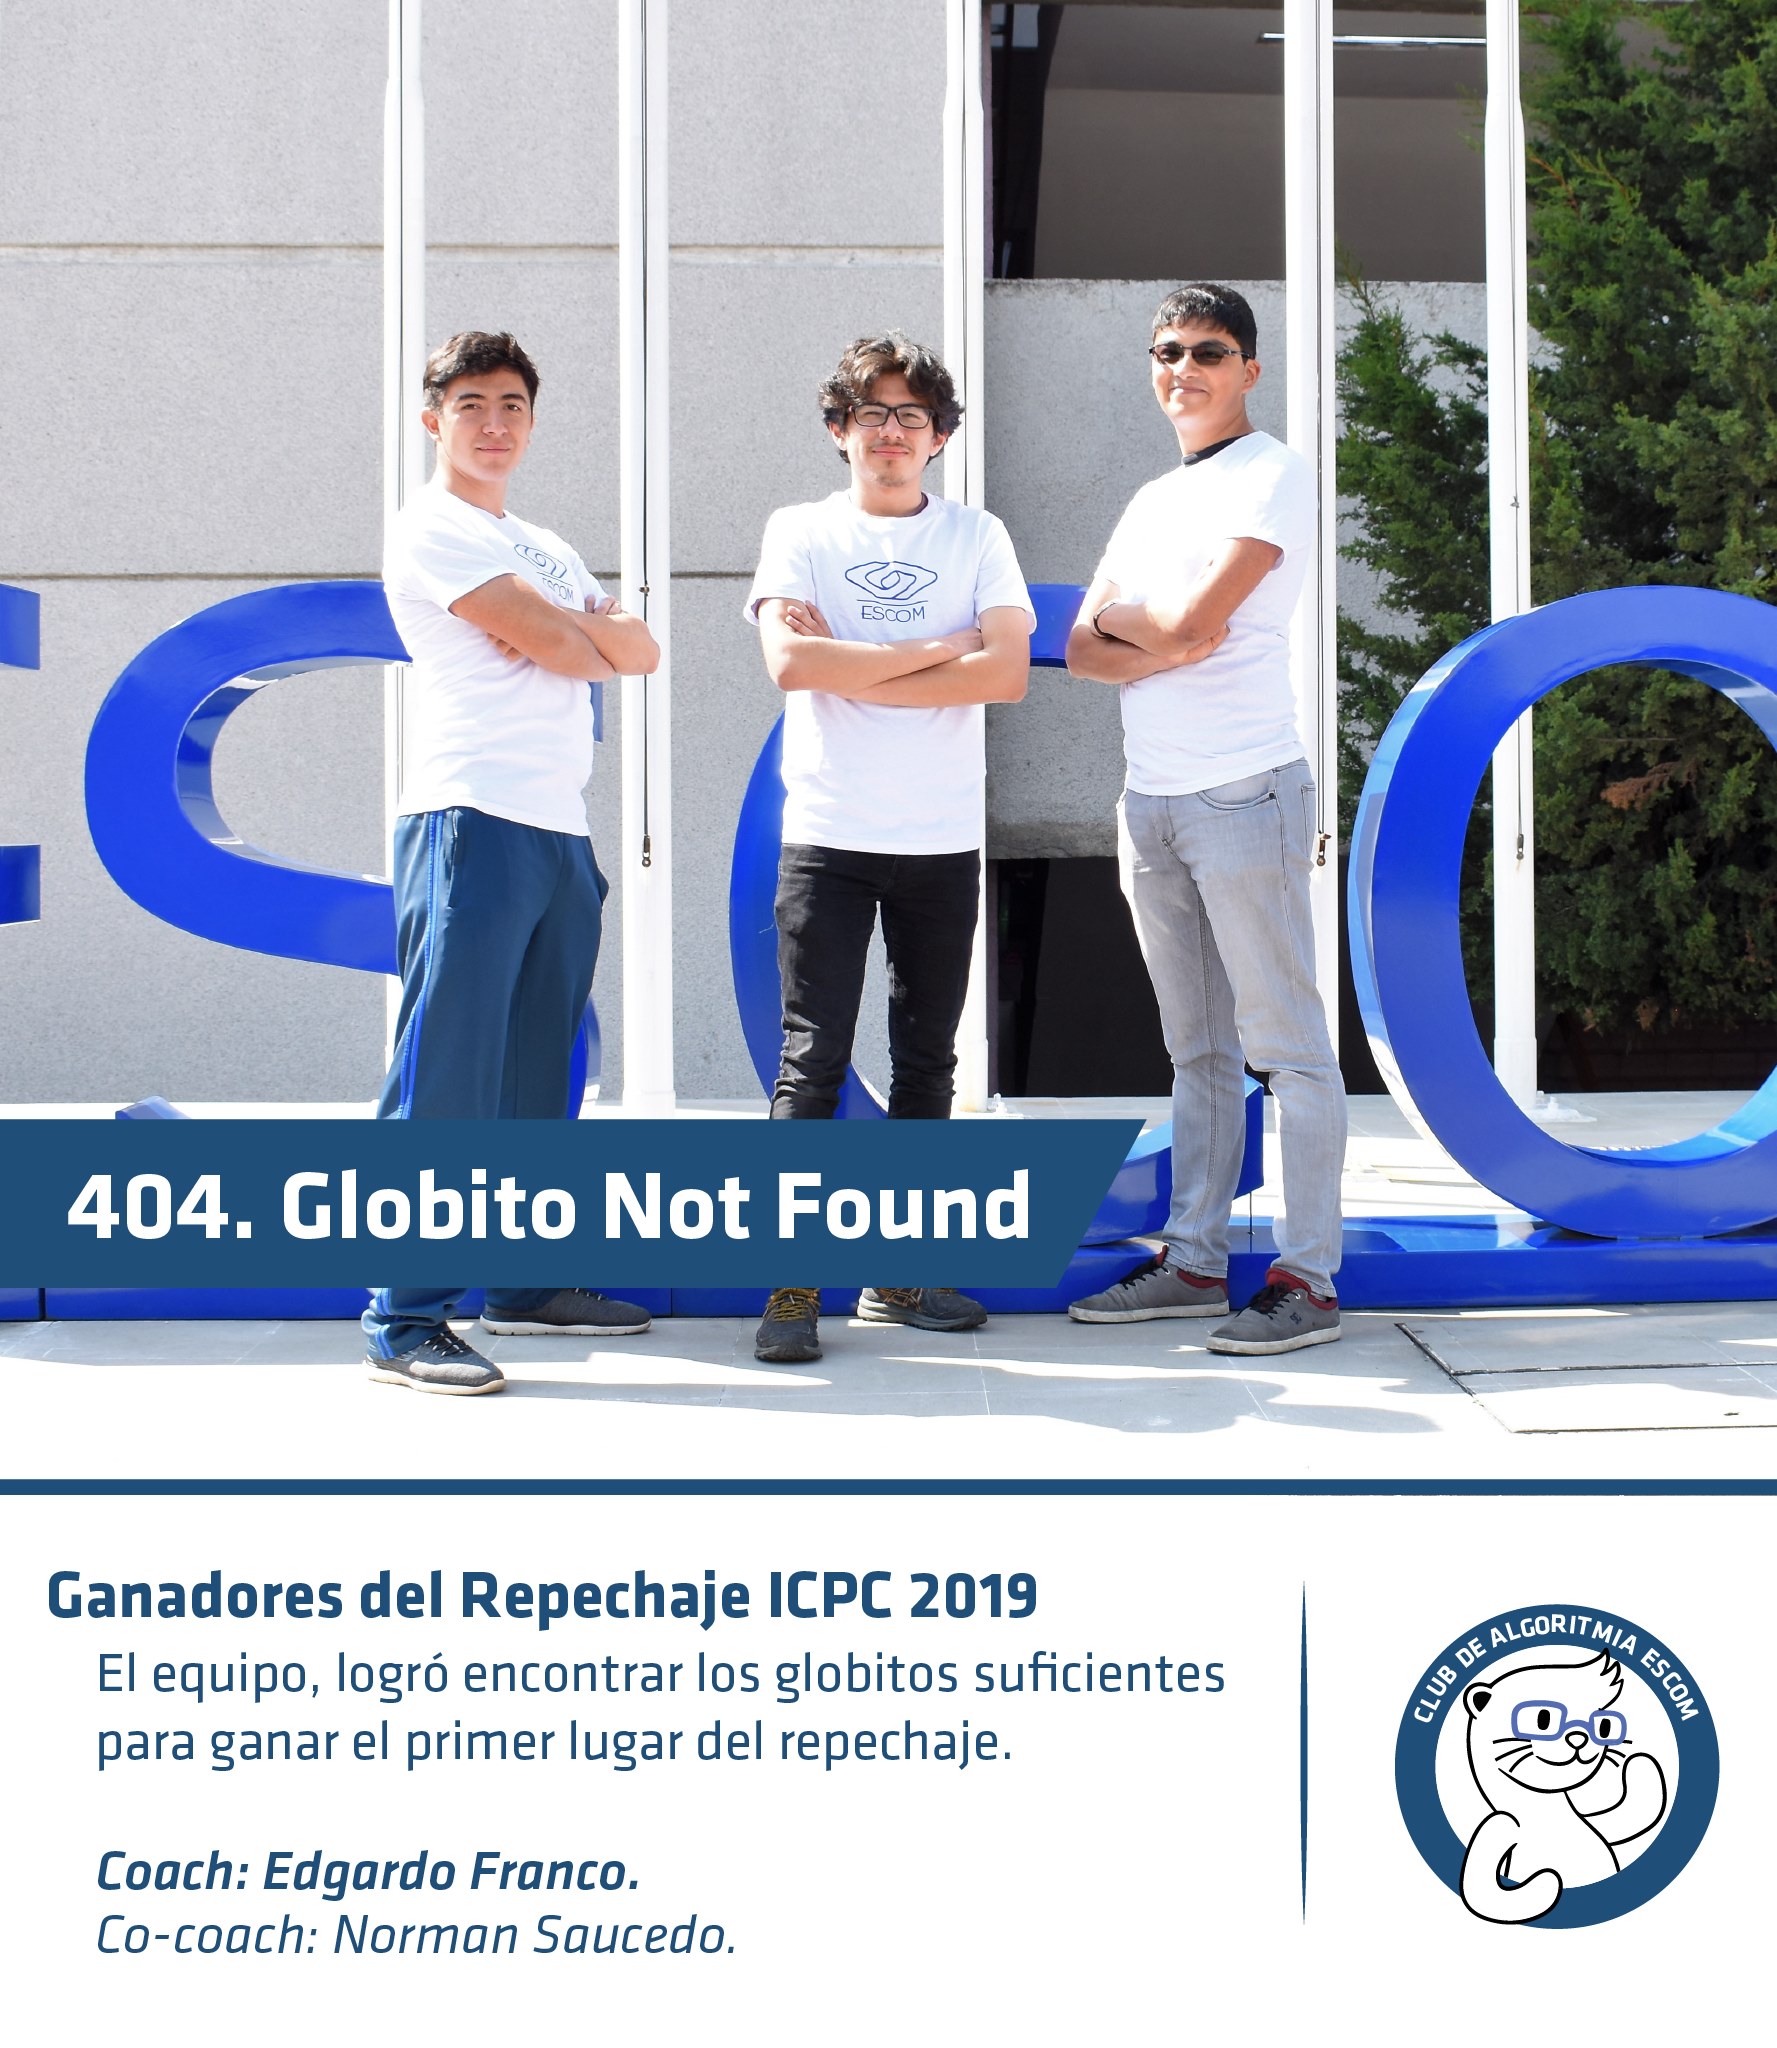 ESCOM
ESCOM
ESCO
404. Globito Not Found
Ganadores del Repechaje ICPC 2019
El equipo, logró encontrar los globitos suficientes
para ganar el primer lugar del repechaje.
Coach: Edgardo Franco.
Co-coach: Norman Saucedo.
CLUB DE ALGORITMIA ESCOM